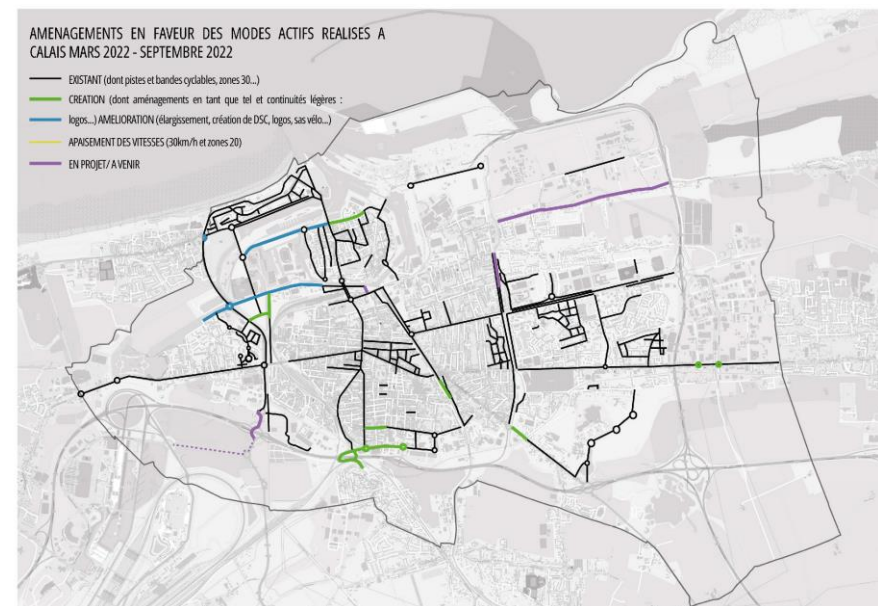 AMENAGEMENTS EN FAVEUR DES MODES ACTIFS REALISES A
CALAIS MARS 2022 - SEPTEMBRE 2022
EXISTANT (dont pistes et bandes cyclables, zones 30...)
CREATION (dont aménagements en tant que tel et continuités légères :
logos...) AMELIORATION (élargissement, création de DSC, logos, sas vélo...)
APAISEMENT DES VITESSES (30km/h et zones 20)
EN PROJET/ A VENIR